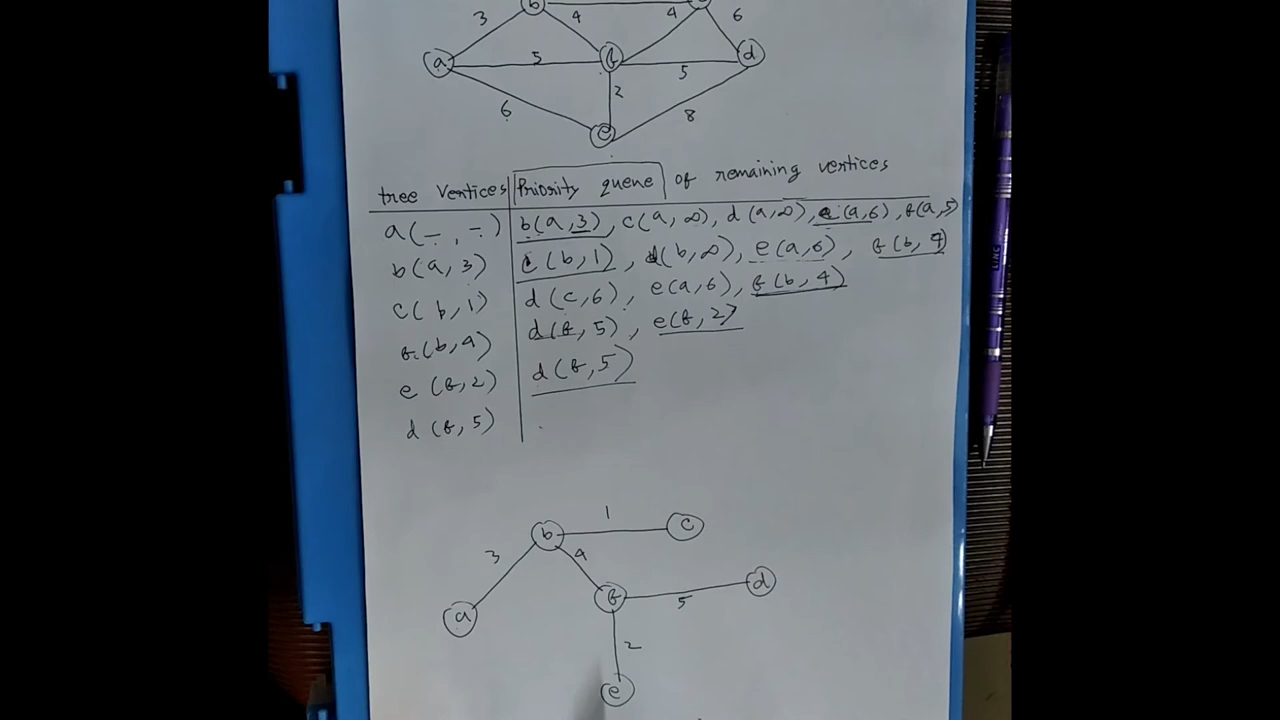 b c
3 4 4 6
a 5 f 5 d
2
6 8
e
tree Vertices Priority queue of remaining vertices
a(-, -) b(a, 3), c(a, ∞), d(a, ∞), e(a, 6), f(a, 5)
b(a, 3) c(b, 1), d(b, ∞), e(a, 6), f(b, 4)
c(b, 1) d(c, 6), e(a, 6), f(b, 4)
f(b, 4) d(f, 5), e(f, 2)
e(f, 2) d(f, 5)
d(f, 5)
1
b c
3 4
f 5 d
a
2
e
LINC